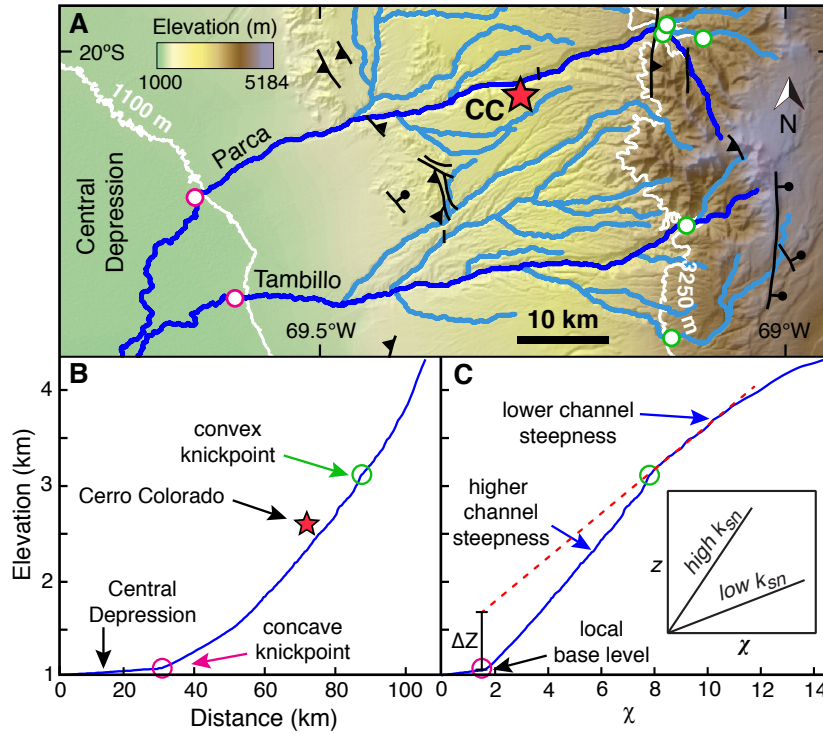 A
Elevation (m)
1000
5184
20°S
1100 m
Parca
CC
N
Central
Depression
Tambillo
3250 m
69.5°W
10 km
69°W
B
4
3
2
1
Elevation (km)
convex
knickpoint
Cerro Colorado
Central
Depression
concave
knickpoint
0
20
40
60
80
100
Distance (km)
C
lower channel
steepness
higher
channel
steepness
ΔZ
local
base level
z
high ksn
low ksn
χ
0
2
4
6
8
10
12
14
χ